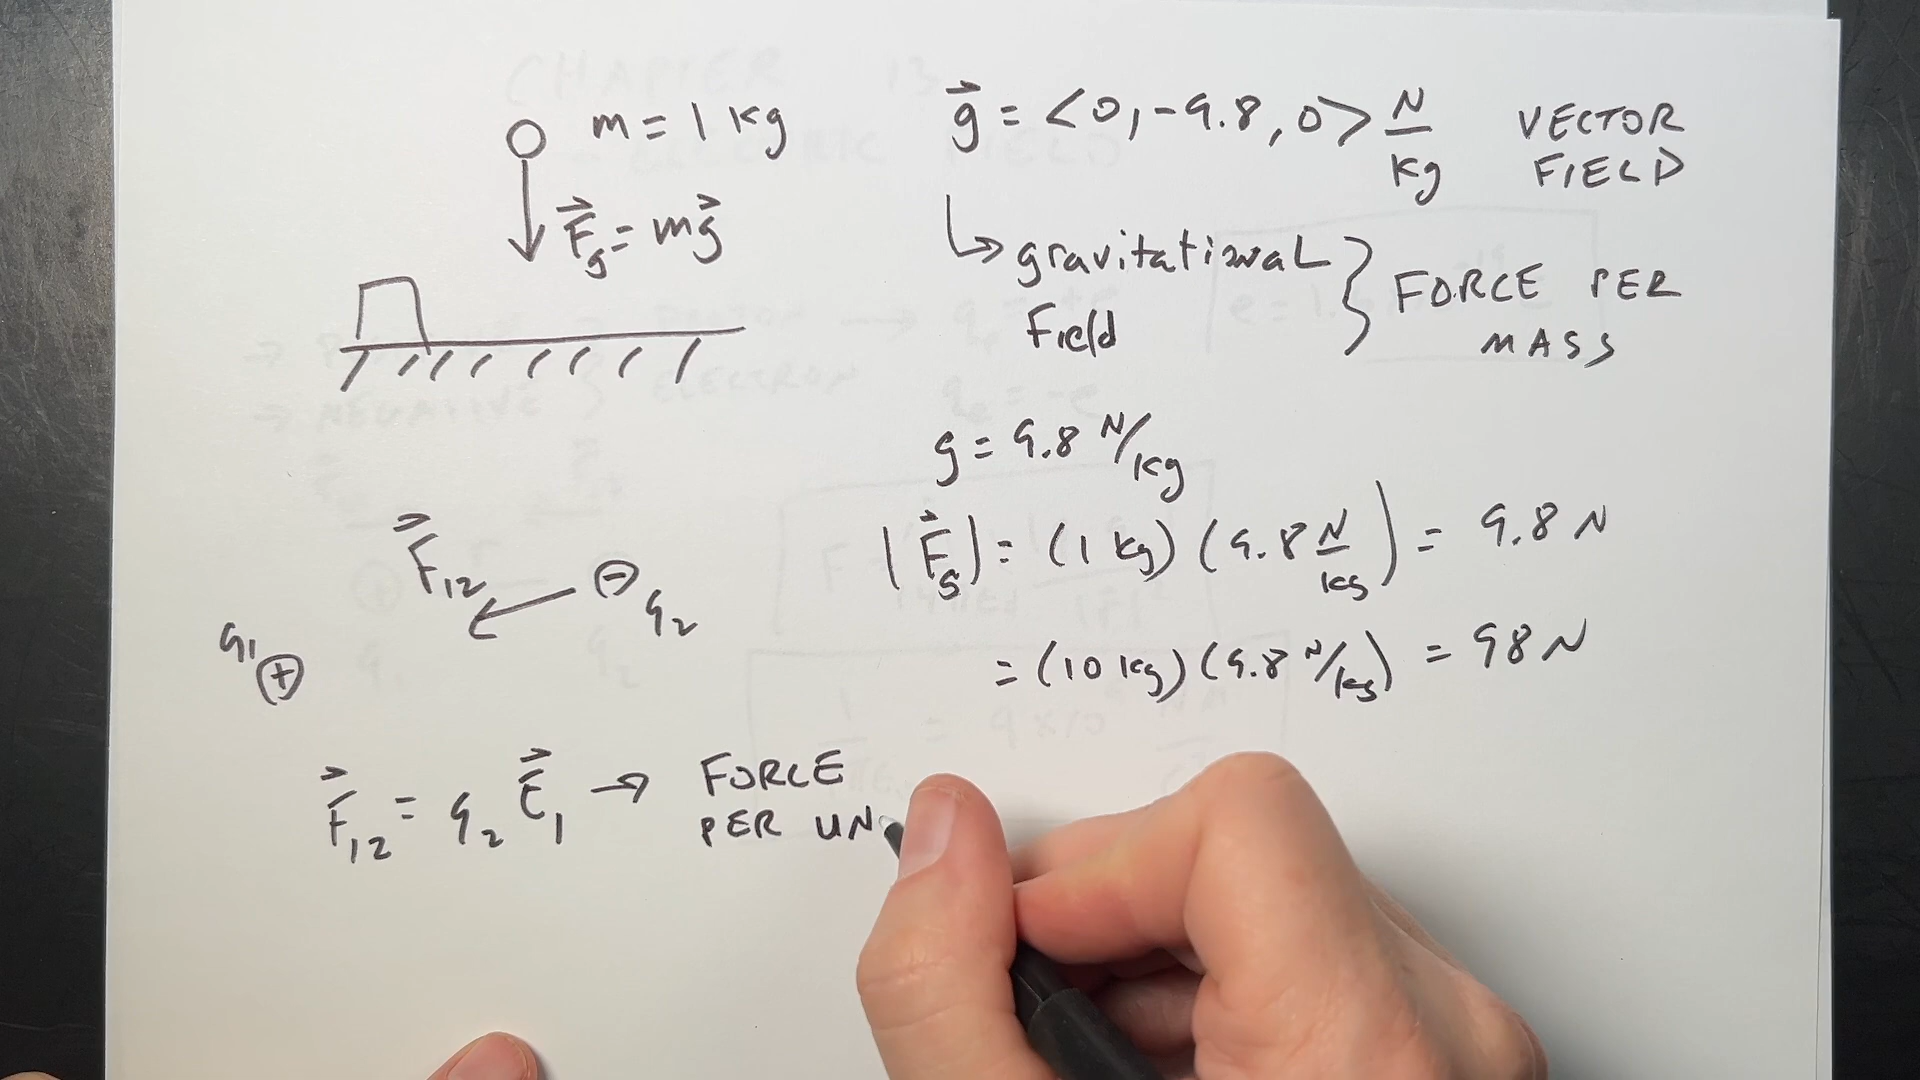 m = 1 kg
F⃗g = mg⃗
g⃗ = <0, -9.8, 0> N/kg
VECTOR
FIELD
↳ gravitational
Field
} FORCE PER
MASS
g = 9.8 N/kg
|F⃗g| = (1 kg) (9.8 N/kg) = 9.8 N
= (10 kg) (9.8 N/kg) = 98 N
F⃗12
- q2
q1 +
F⃗12 = q2 E⃗1 → FORCE
PER UN